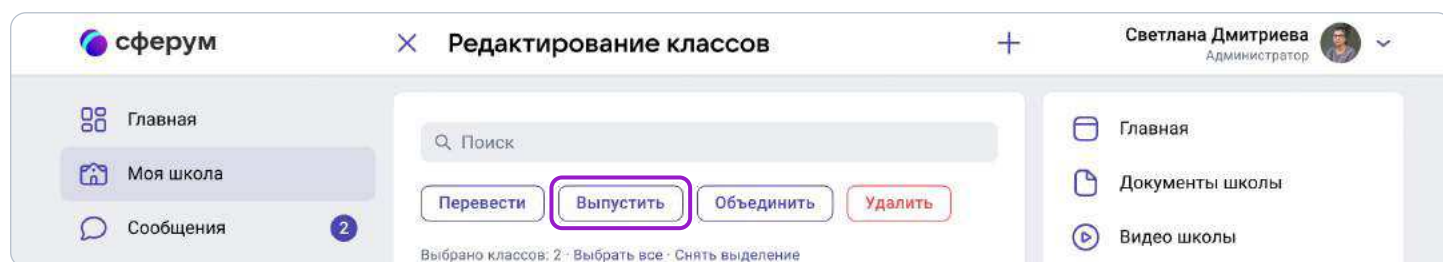 сферум
Редактирование классов
Светлана Дмитриева
Администратор
Главная
Моя школа
Сообщения
2
Поиск
Перевести
Выпустить
Объединить
Удалить
Выбрано классов: 2 · Выбрать все · Снять выделение
Главная
Документы школы
Видео школы